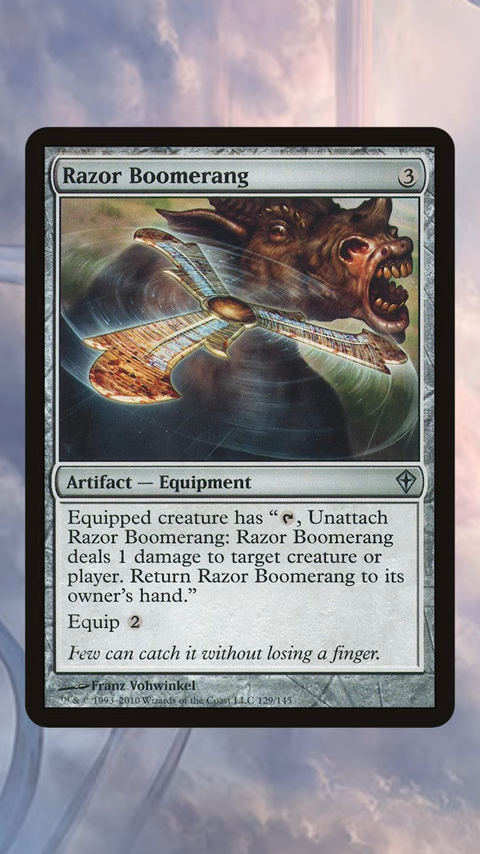 Razor Boomerang 3
Artifact — Equipment
Equipped creature has “, Unattach
Razor Boomerang: Razor Boomerang
deals 1 damage to target creature or
player. Return Razor Boomerang to its
owner's hand.”
Equip 2
Few can catch it without losing a finger.
Franz Vohwinkel
™ & © 1993–2010 Wizards of the Coast LLC 129/145